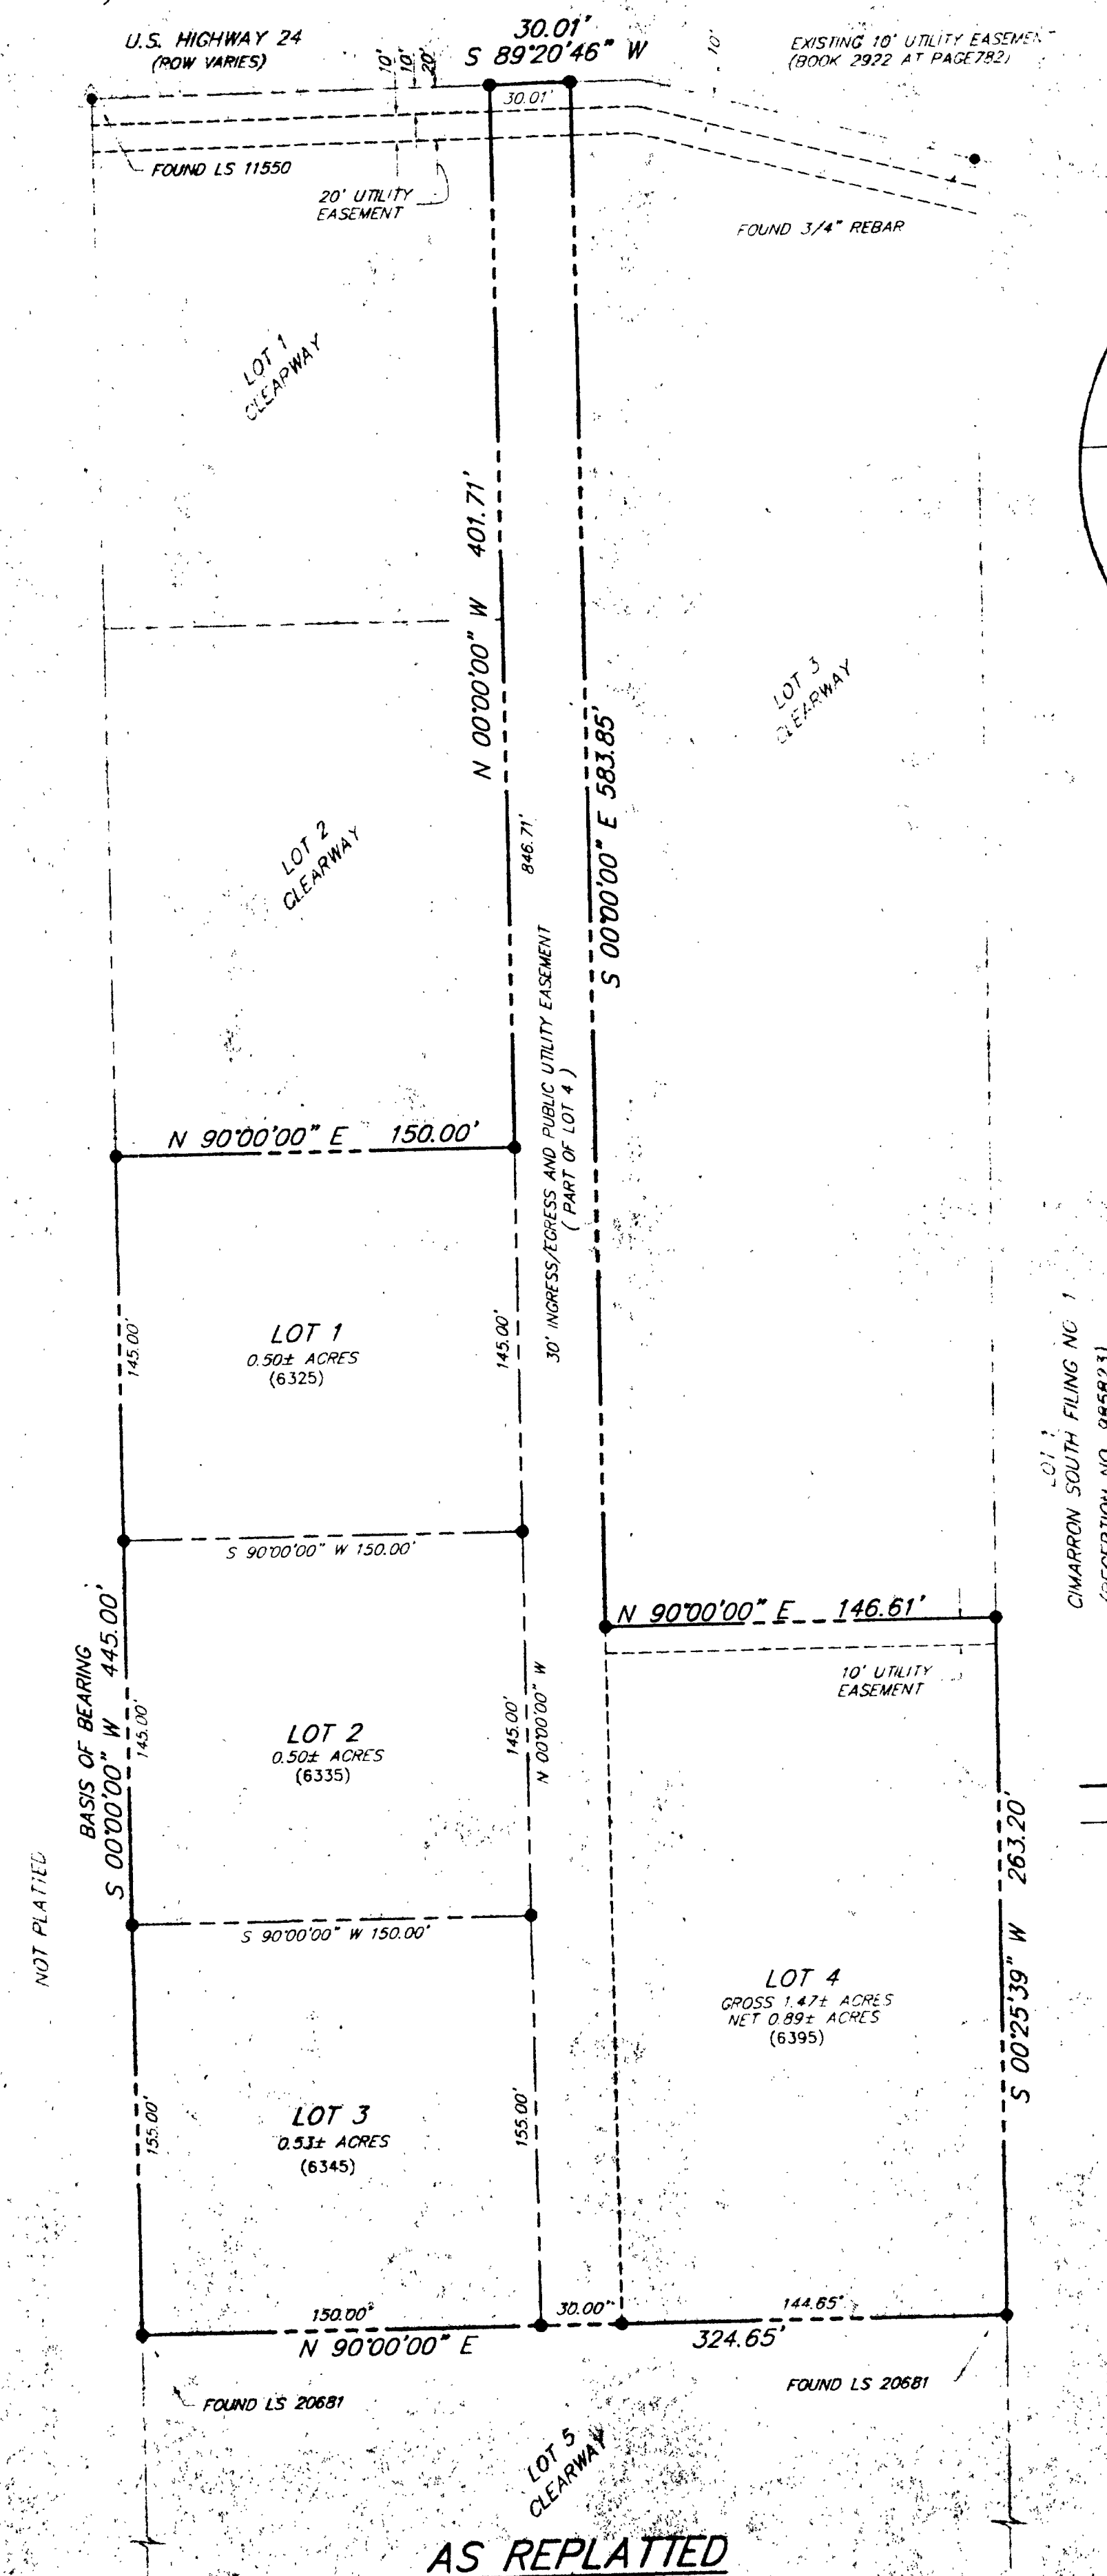 U.S. HIGHWAY 24
(ROW VARIES)
10'
10'
20'
30.01'
S 89°20'46" W
10'
EXISTING 10' UTILITY EASEMENT
(BOOK 2922 AT PAGE 782)
30.01'
FOUND LS 11550
20' UTILITY
EASEMENT
FOUND 3/4" REBAR
LOT 1
CLEARWAY
N 00°00'00" W 401.71'
LOT 3
CLEARWAY
S 00°00'00" E 583.85'
LOT 2
CLEARWAY
846.71'
30' INGRESS/EGRESS AND PUBLIC UTILITY EASEMENT
( PART OF LOT 4 )
N 90°00'00" E 150.00'
145.00'
LOT 1
0.50± ACRES
(6325)
145.00'
CIMARRON SOUTH FILING NO 1
S 90°00'00" W 150.00'
N 90°00'00" E 146.61'
10' UTILITY
EASEMENT
BASIS OF BEARING
S 00°00'00" W 445.00'
145.00'
LOT 2
0.50± ACRES
(6335)
145.00'
N 00°00'00" W
S 00°25'39" W 263.20'
NOT PLATTED
S 90°00'00" W 150.00'
LOT 4
GROSS 1.47± ACRES
NET 0.89± ACRES
(6395)
155.00'
LOT 3
0.53± ACRES
(6345)
155.00'
150.00'
30.00'
144.65'
N 90°00'00" E
324.65'
FOUND LS 20681
FOUND LS 20681
LOT 5
CLEARWAY
AS REPLATTED